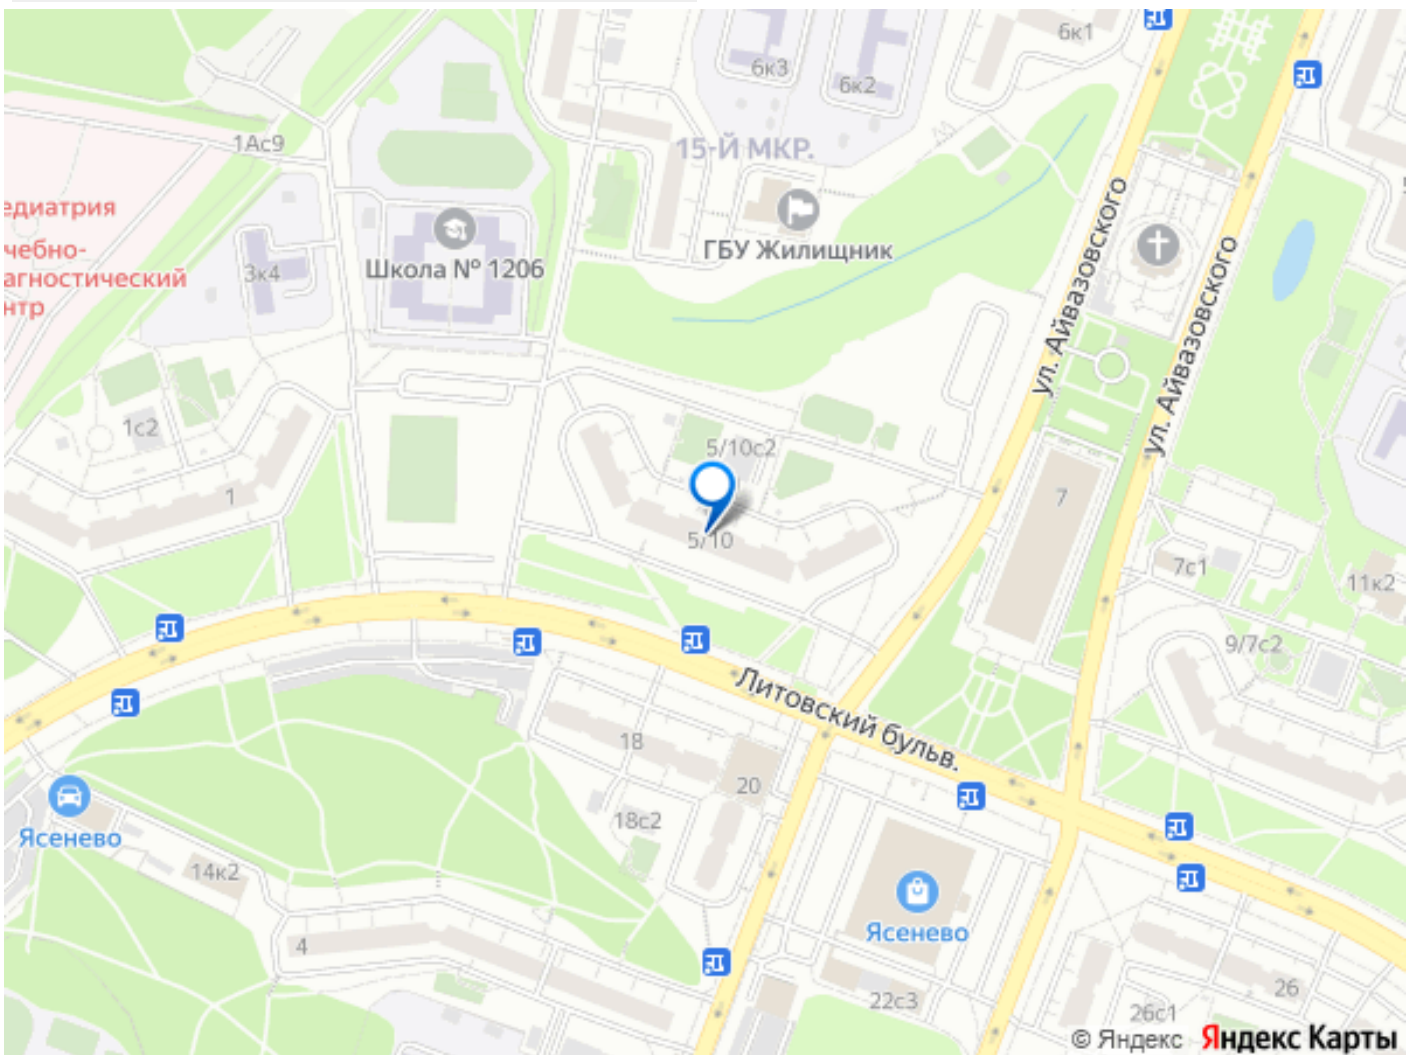 6к1
6к3
6к2
15-Й МКР.
1Ас9
едиатрия
чебно-
агностический
нтр
3к4
Школа № 1206
ГБУ Жилищник
ул. Айвазовского
ул. Айвазовского
1с2
5/10с2
1
5/10
7
7с1
11к2
9/7с2
Литовский бульв.
18
20
18с2
Ясенево
14к2
Ясенево
4
22с3
26
26с1
© Яндекс Яндекс Карты